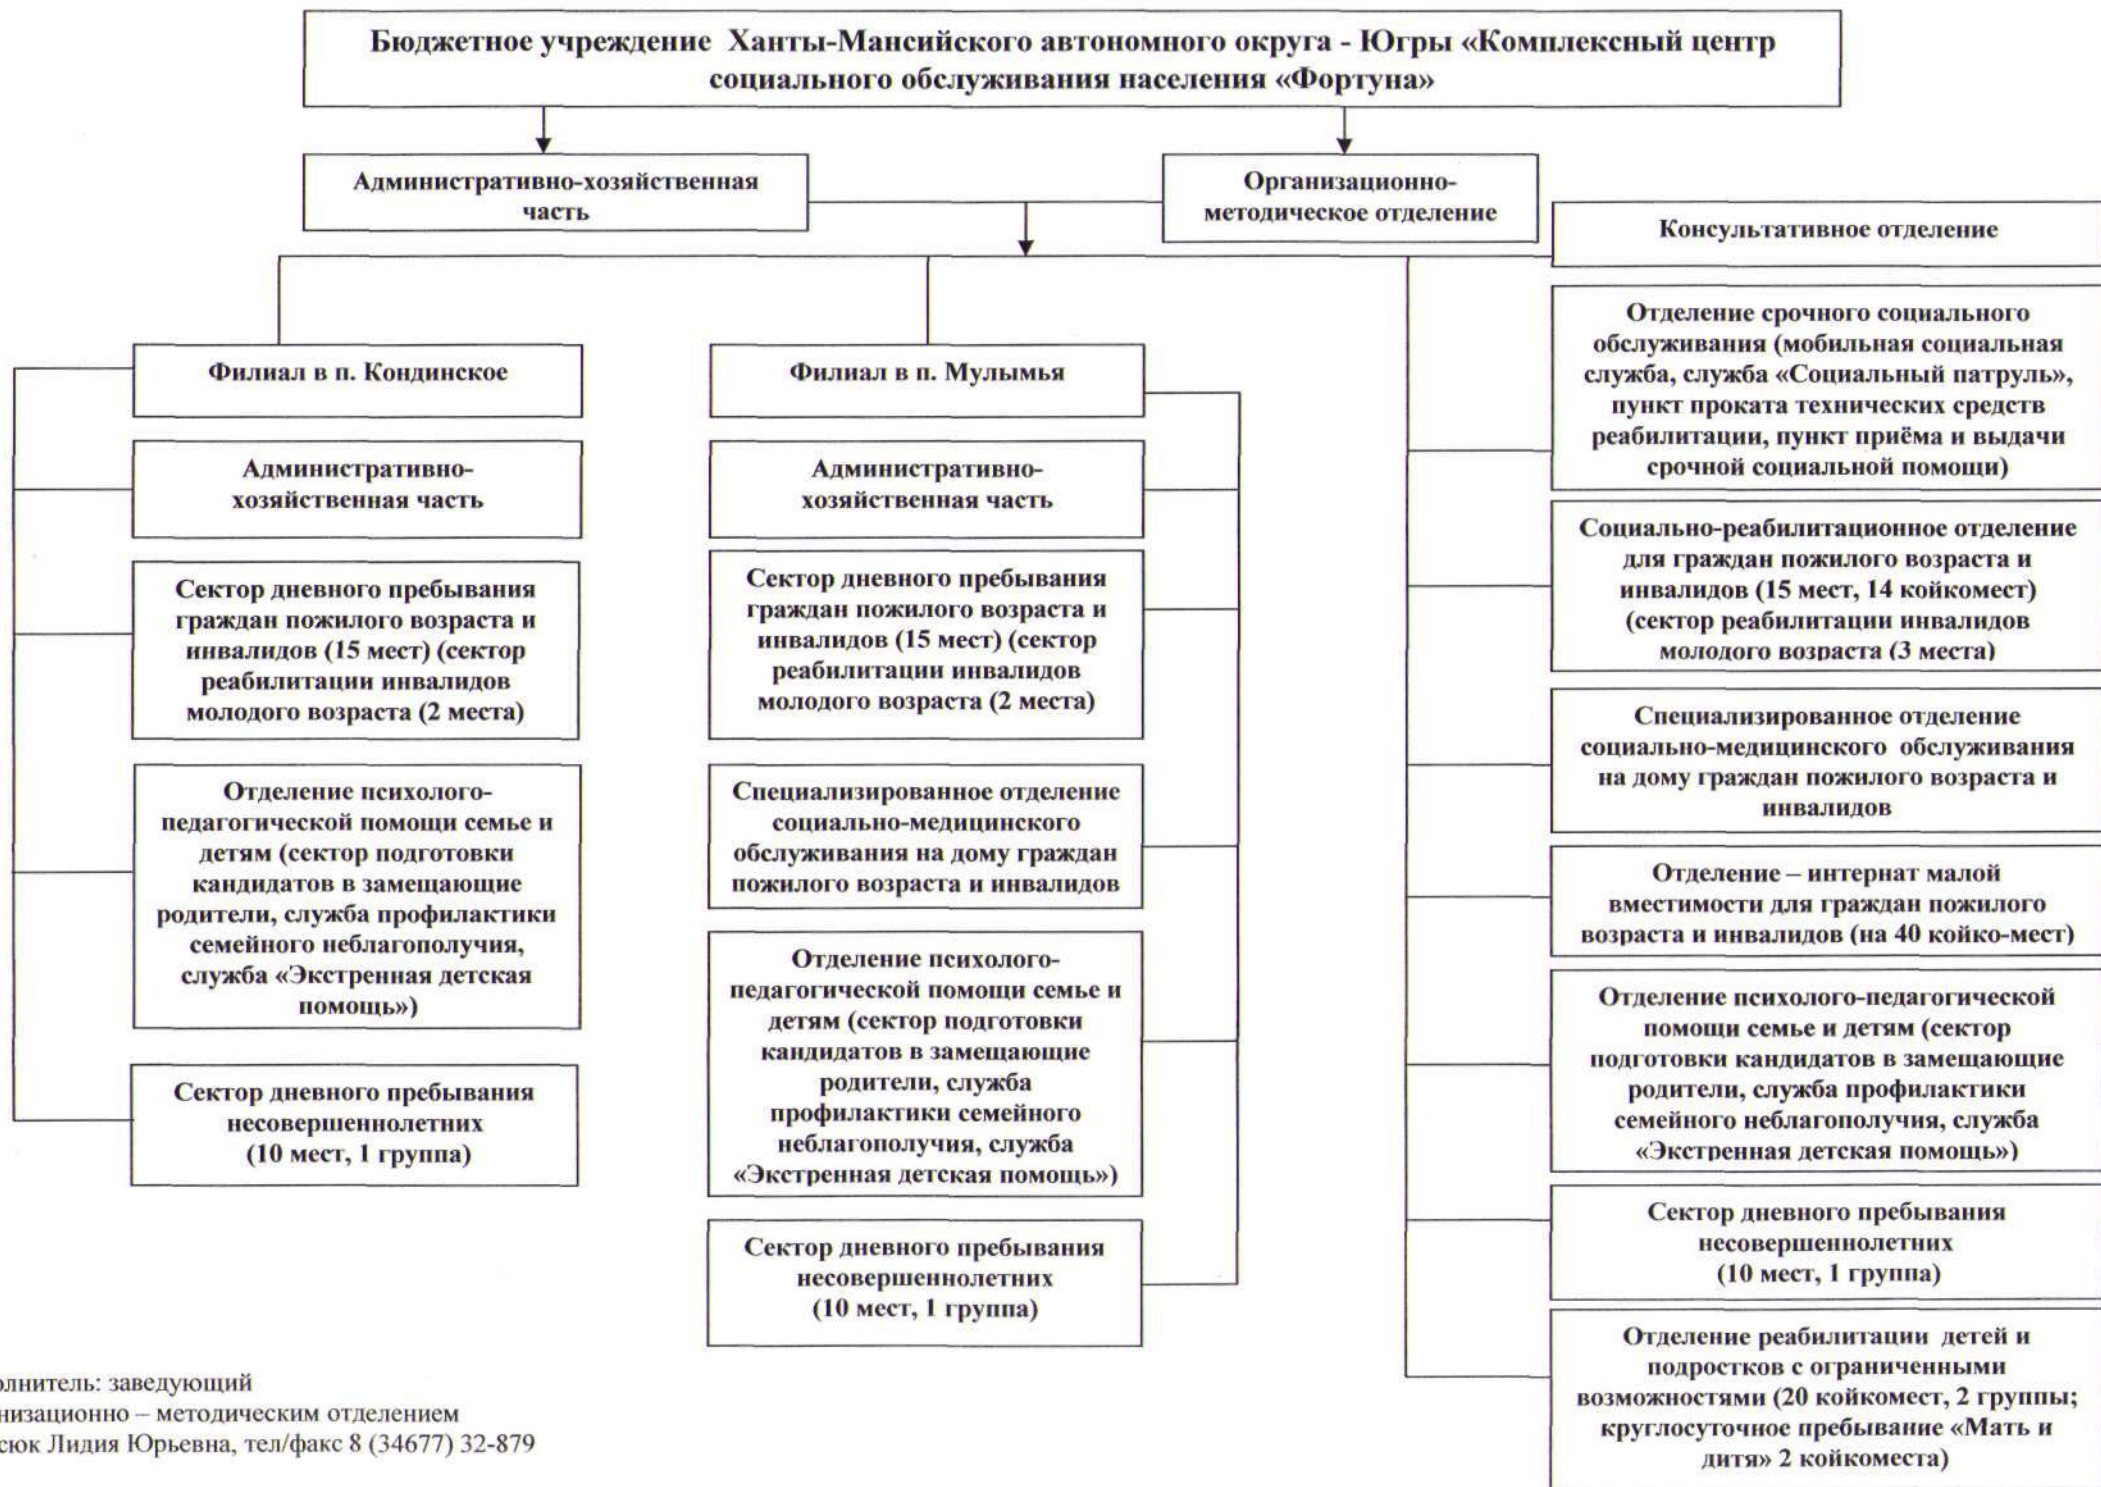 Бюджетное учреждение Ханты-Мансийского автономного округа - Югры «Комплексный центр
социального обслуживания населения «Фортуна»
Административно-хозяйственная
часть
Организационно-
методическое отделение
Консультативное отделение
Филиал в п. Кондинское
Административно-
хозяйственная часть
Сектор дневного пребывания
граждан пожилого возраста и
инвалидов (15 мест) (сектор
реабилитации инвалидов
молодого возраста (2 места)
Отделение психолого-
педагогической помощи семье и
детям (сектор подготовки
кандидатов в замещающие
родители, служба профилактики
семейного неблагополучия,
служба «Экстренная детская
помощь»)
Сектор дневного пребывания
несовершеннолетних
(10 мест, 1 группа)
Филиал в п. Мулымья
Административно-
хозяйственная часть
Сектор дневного пребывания
граждан пожилого возраста и
инвалидов (15 мест) (сектор
реабилитации инвалидов
молодого возраста (2 места)
Специализированное отделение
социально-медицинского
обслуживания на дому граждан
пожилого возраста и инвалидов
Отделение психолого-
педагогической помощи семье и
детям (сектор подготовки
кандидатов в замещающие
родители, служба
профилактики семейного
неблагополучия, служба
«Экстренная детская помощь»)
Сектор дневного пребывания
несовершеннолетних
(10 мест, 1 группа)
Отделение срочного социального
обслуживания (мобильная социальная
служба, служба «Социальный патруль»,
пункт проката технических средств
реабилитации, пункт приёма и выдачи
срочной социальной помощи)
Социально-реабилитационное отделение
для граждан пожилого возраста и
инвалидов (15 мест, 14 койкомест)
(сектор реабилитации инвалидов
молодого возраста (3 места)
Специализированное отделение
социально-медицинского обслуживания
на дому граждан пожилого возраста и
инвалидов
Отделение – интернат малой
вместимости для граждан пожилого
возраста и инвалидов (на 40 койко-мест)
Отделение психолого-педагогической
помощи семье и детям (сектор
подготовки кандидатов в замещающие
родители, служба профилактики
семейного неблагополучия, служба
«Экстренная детская помощь»)
Сектор дневного пребывания
несовершеннолетних
(10 мест, 1 группа)
Отделение реабилитации детей и
подростков с ограниченными
возможностями (20 койкомест, 2 группы;
круглосуточное пребывание «Мать и
дитя» 2 койкоместа)
олнитель: заведующий
низационно – методическим отделением
сюк Лидия Юрьевна, тел/факс 8 (34677) 32-879